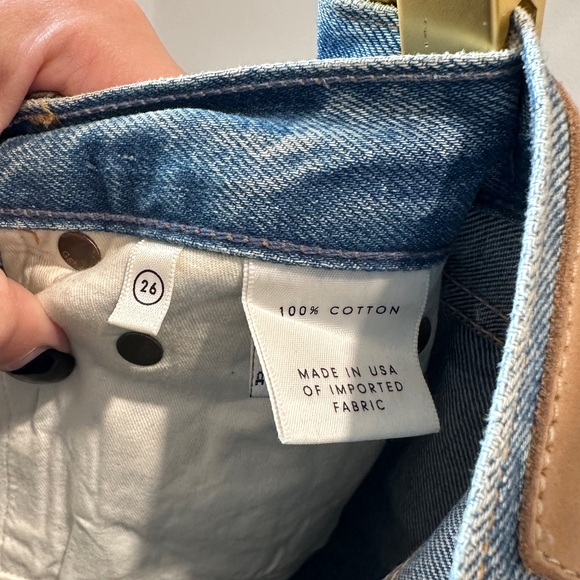 26
100% COTTON
MADE IN USA
OF IMPORTED
FABRIC